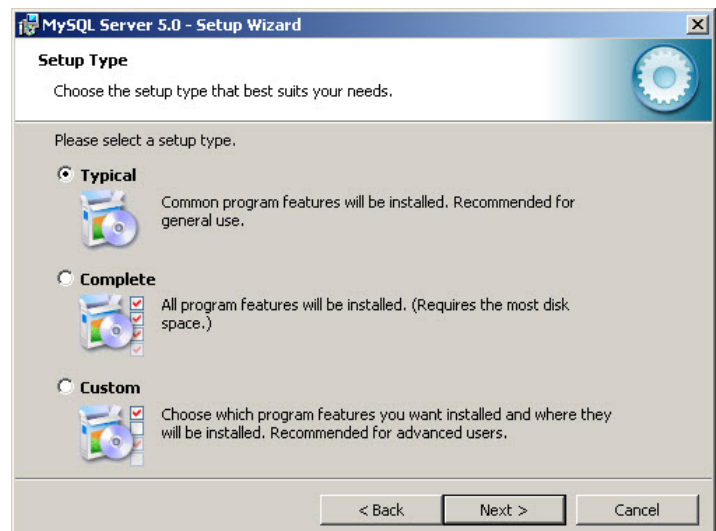 MySQL Server 5.0 - Setup Wizard
Setup Type
Choose the setup type that best suits your needs.
Please select a setup type.
Typical
Common program features will be installed. Recommended for
general use.
Complete
All program features will be installed. (Requires the most disk
space.)
Custom
Choose which program features you want installed and where they
will be installed. Recommended for advanced users.
< Back
Next >
Cancel